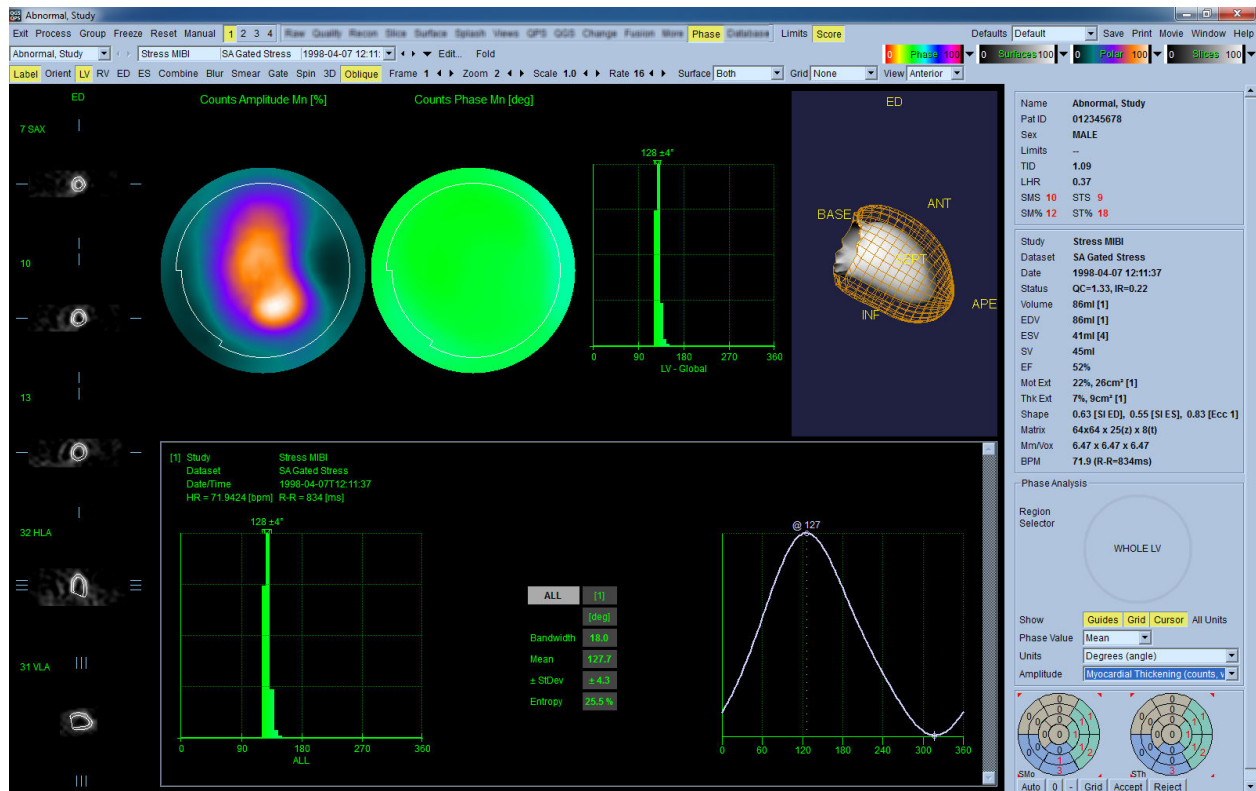 QGS QPS Abnormal, Study
Exit Process Group Freeze Reset Manual 1 2 3 4 Raw Quality Recon Slice Surface Splash Views QPS QGS Change Fusion More Phase Database Limits Score Defaults Default Save Print Movie Window Help
Abnormal, Study Stress MIBI SA Gated Stress 1998-04-07 12:11: Edit... Fold 0 Phase 100 0 Surfaces 100 0 Polar 100 0 Slices 100
Label Orient LV RV ED ES Combine Blur Smear Gate Spin 3D Oblique Frame 1 Zoom 2 Scale 1.0 Rate 16 Surface Both Grid None View Anterior
ED
7 SAX
10
13
32 HLA
31 VLA
Counts Amplitude Mn [%]
Counts Phase Mn [deg]
128 ±4°
0 90 180 270 360
LV - Global
ED
BASE
ANT
SEPT
INF
APE
[1] Study Stress MIBI
Dataset SA Gated Stress
Date/Time 1998-04-07T12:11:37
HR = 71.9424 [bpm] R-R = 834 [ms]
128 ±4°
0 90 180 270 360
ALL
ALL [1]
[deg]
Bandwidth 18.0
Mean 127.7
± StDev ± 4.3
Entropy 25.5 %
@ 127
0 60 120 180 240 300 360
Name Abnormal, Study
Pat ID 012345678
Sex MALE
Limits --
TID 1.09
LHR 0.37
SMS 10 STS 9
SM% 12 ST% 18
Study Stress MIBI
Dataset SA Gated Stress
Date 1998-04-07 12:11:37
Status QC=1.33, IR=0.22
Volume 86ml [1]
EDV 86ml [1]
ESV 41ml [4]
SV 45ml
EF 52%
Mot Ext 22%, 26cm² [1]
Thk Ext 7%, 9cm² [1]
Shape 0.63 [SI ED], 0.55 [SI ES], 0.83 [Ecc 1]
Matrix 64x64 x 25(z) x 8(t)
Mm/Vox 6.47 x 6.47 x 6.47
BPM 71.9 (R-R=834ms)
Phase Analysis
Region
Selector
WHOLE LV
Show Guides Grid Cursor All Units
Phase Value Mean
Units Degrees (angle)
Amplitude Myocardial Thickening (counts, v
SMo
STh
Auto 0 - Grid Accept Reject